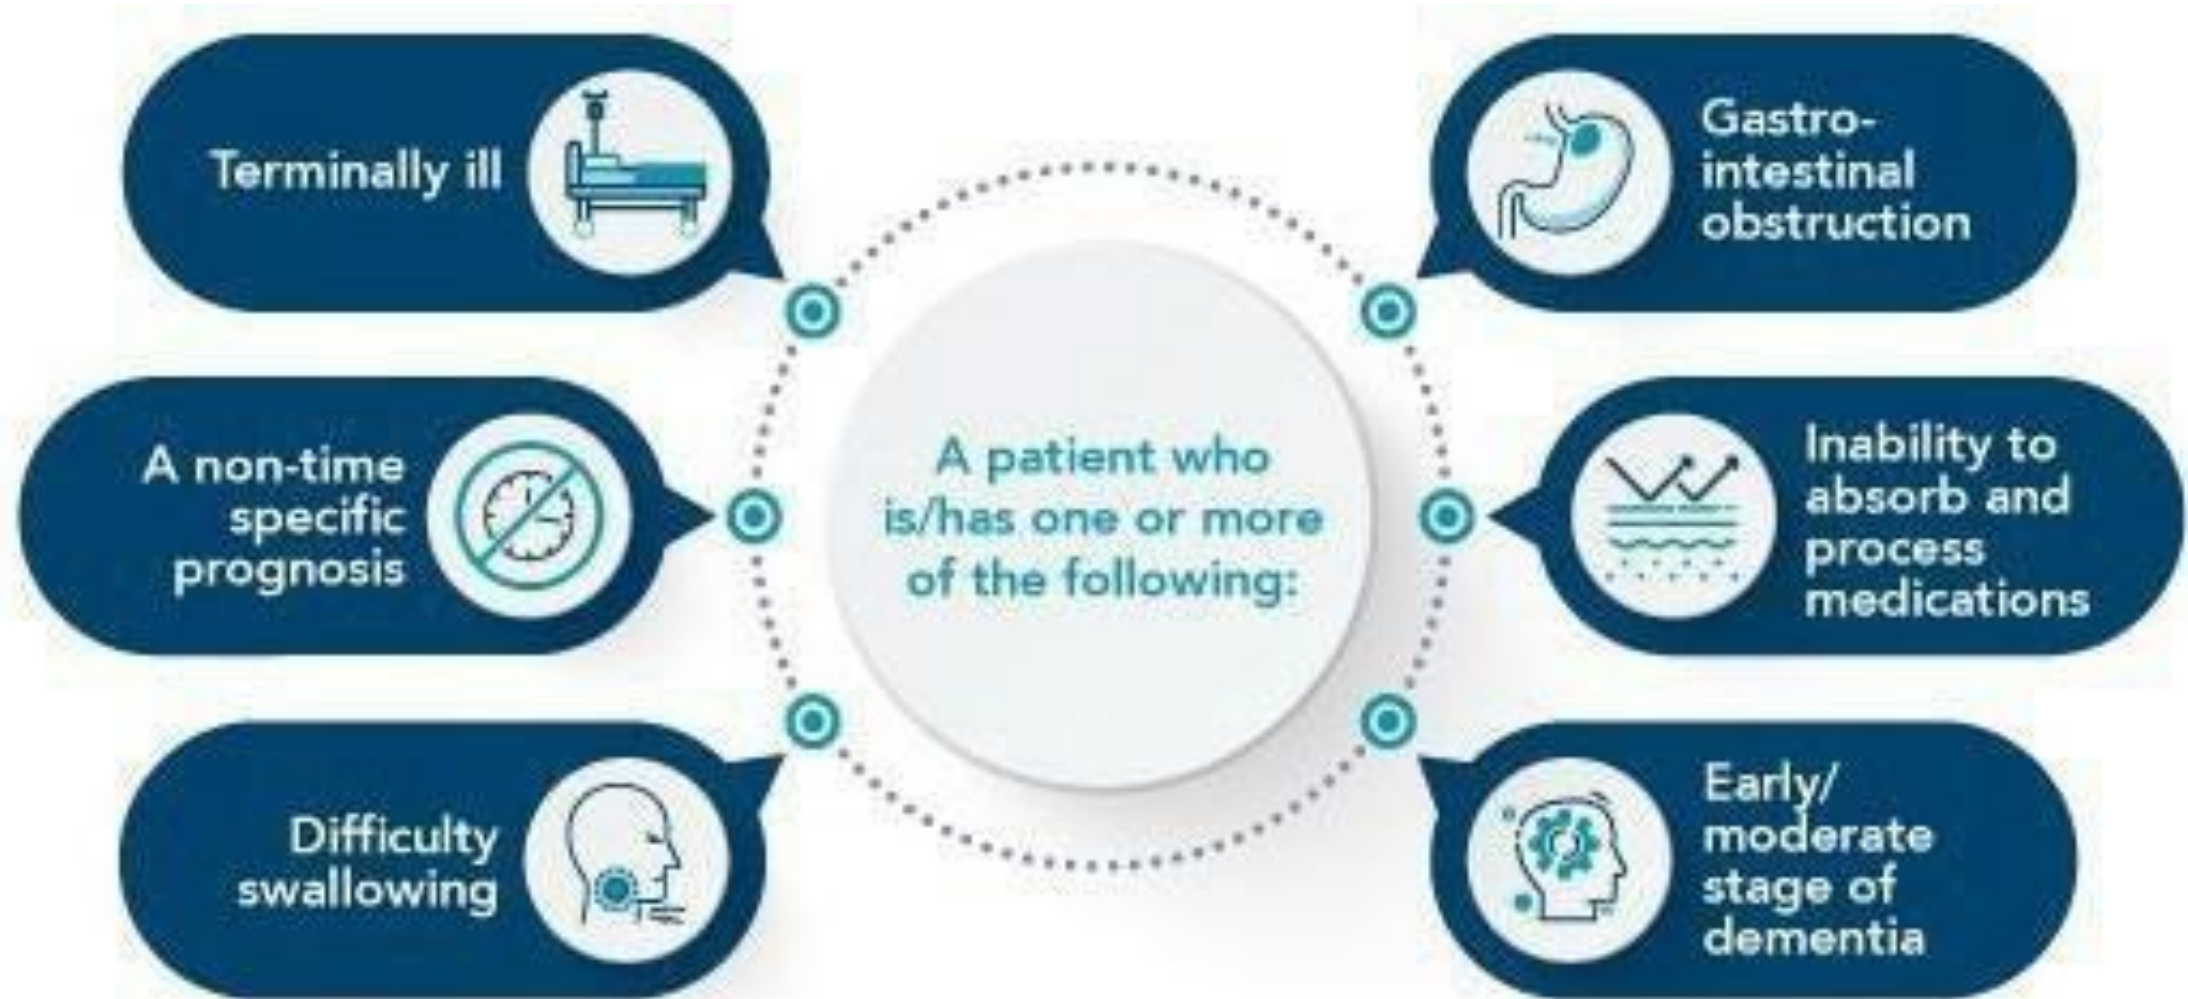 Terminally ill
A non-time
specific
prognosis
Difficulty
swallowing
A patient who
is/has one or more
of the following:
Gastro-
intestinal
obstruction
Inability to
absorb and
process
medications
Early/
moderate
stage of
dementia